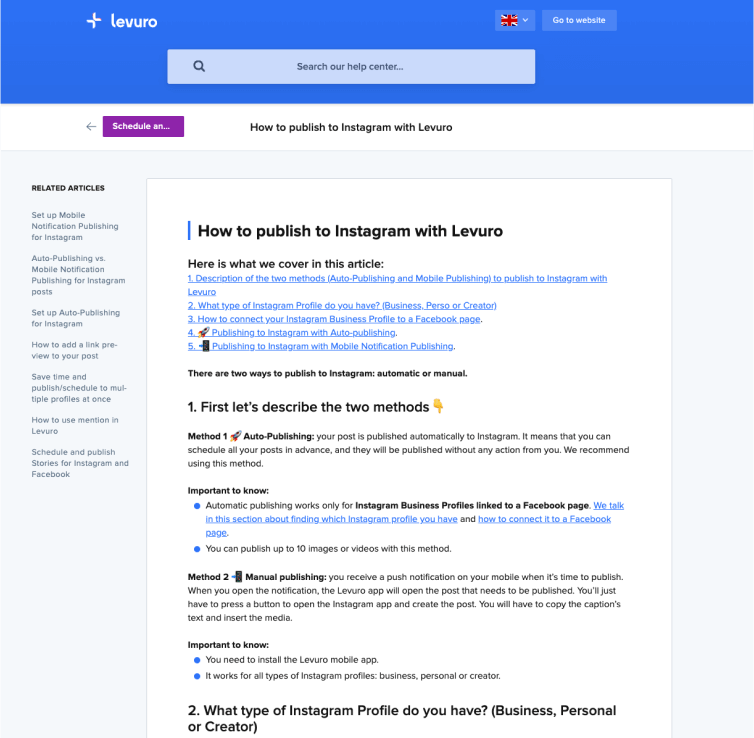 levuro
Go to website
Search our help center...
Schedule an...
How to publish to Instagram with Levuro
RELATED ARTICLES
Set up Mobile
Notification Publishing
for Instagram
Auto-Publishing vs.
Mobile Notification
Publishing for Instagram
posts
Set up Auto-Publishing
for Instagram
How to add a link pre-
view to your post
Save time and
publish/schedule to mul-
tiple profiles at once
How to use mention in
Levuro
Schedule and publish
Stories for Instagram and
Facebook
How to publish to Instagram with Levuro
Here is what we cover in this article:
1. Description of the two methods (Auto-Publishing and Mobile Publishing) to publish to Instagram with
Levuro
2. What type of Instagram Profile do you have? (Business, Perso or Creator)
3. How to connect your Instagram Business Profile to a Facebook page.
4. 🚀 Publishing to Instagram with Auto-publishing.
5. 📲 Publishing to Instagram with Mobile Notification Publishing.
There are two ways to publish to Instagram: automatic or manual.
1. First let's describe the two methods 👇
Method 1 🚀 Auto-Publishing: your post is published automatically to Instagram. It means that you can
schedule all your posts in advance, and they will be published without any action from you. We recommend
using this method.
Important to know:
Automatic publishing works only for Instagram Business Profiles linked to a Facebook page. We talk
in this section about finding which Instagram profile you have and how to connect it to a Facebook
page.
You can publish up to 10 images or videos with this method.
Method 2 📲 Manual publishing: you receive a push notification on your mobile when it's time to publish.
When you open the notification, the Levuro app will open the post that needs to be published. You'll just
have to press a button to open the Instagram app and create the post. You will have to copy the caption's
text and insert the media.
Important to know:
You need to install the Levuro mobile app.
It works for all types of Instagram profiles: business, personal or creator.
2. What type of Instagram Profile do you have? (Business, Personal
or Creator)